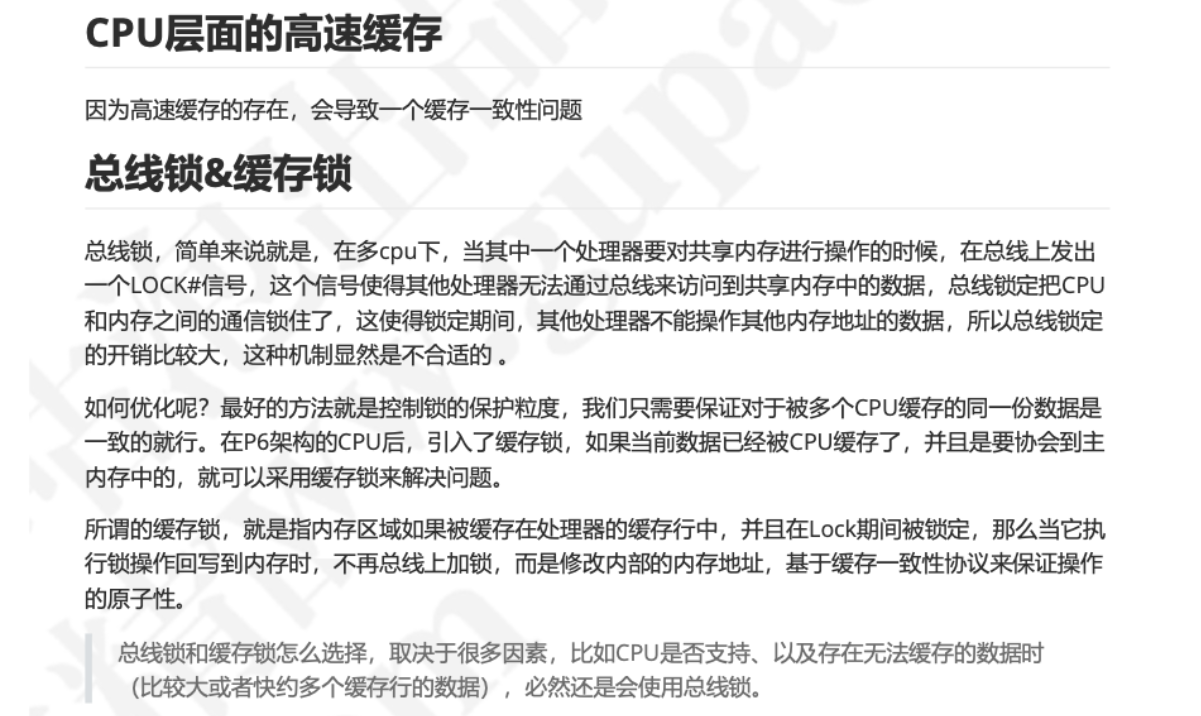 CPU层面的高速缓存
因为高速缓存的存在，会导致一个缓存一致性问题
总线锁&缓存锁
总线锁，简单来说就是，在多cpu下，当其中一个处理器要对共享内存进行操作的时候，在总线上发出
一个LOCK#信号，这个信号使得其他处理器无法通过总线来访问到共享内存中的数据，总线锁定把CPU
和内存之间的通信锁住了，这使得锁定期间，其他处理器不能操作其他内存地址的数据，所以总线锁定
的开销比较大，这种机制显然是不合适的 。
如何优化呢？最好的方法就是控制锁的保护粒度，我们只需要保证对于被多个CPU缓存的同一份数据是
一致的就行。在P6架构的CPU后，引入了缓存锁，如果当前数据已经被CPU缓存了，并且是要协会到主
内存中的，就可以采用缓存锁来解决问题。
所谓的缓存锁，就是指内存区域如果被缓存在处理器的缓存行中，并且在Lock期间被锁定，那么当它执
行锁操作回写到内存时，不再总线上加锁，而是修改内部的内存地址，基于缓存一致性协议来保证操作
的原子性。
总线锁和缓存锁怎么选择，取决于很多因素，比如CPU是否支持、以及存在无法缓存的数据时
（比较大或者快约多个缓存行的数据），必然还是会使用总线锁。